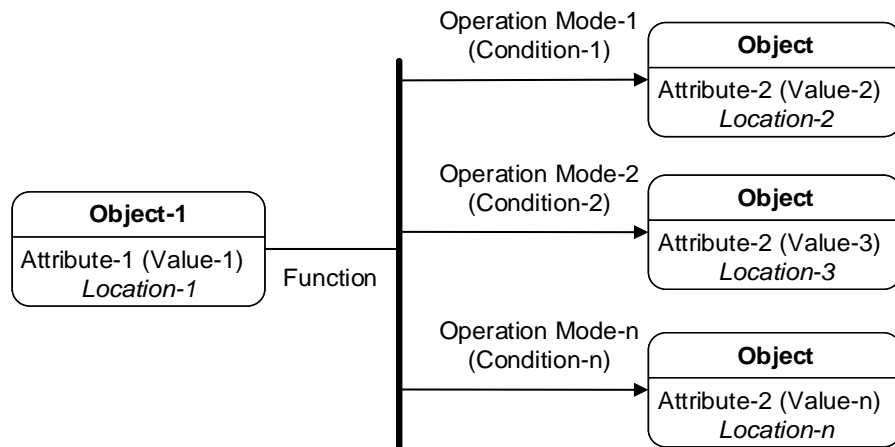 Operation Mode-1
(Condition-1)
Object
Attribute-2 (Value-2)
Location-2
Operation Mode-2
(Condition-2)
Object
Attribute-2 (Value-3)
Location-3
Object-1
Attribute-1 (Value-1)
Location-1
Function
Operation Mode-n
(Condition-n)
Object
Attribute-2 (Value-n)
Location-n